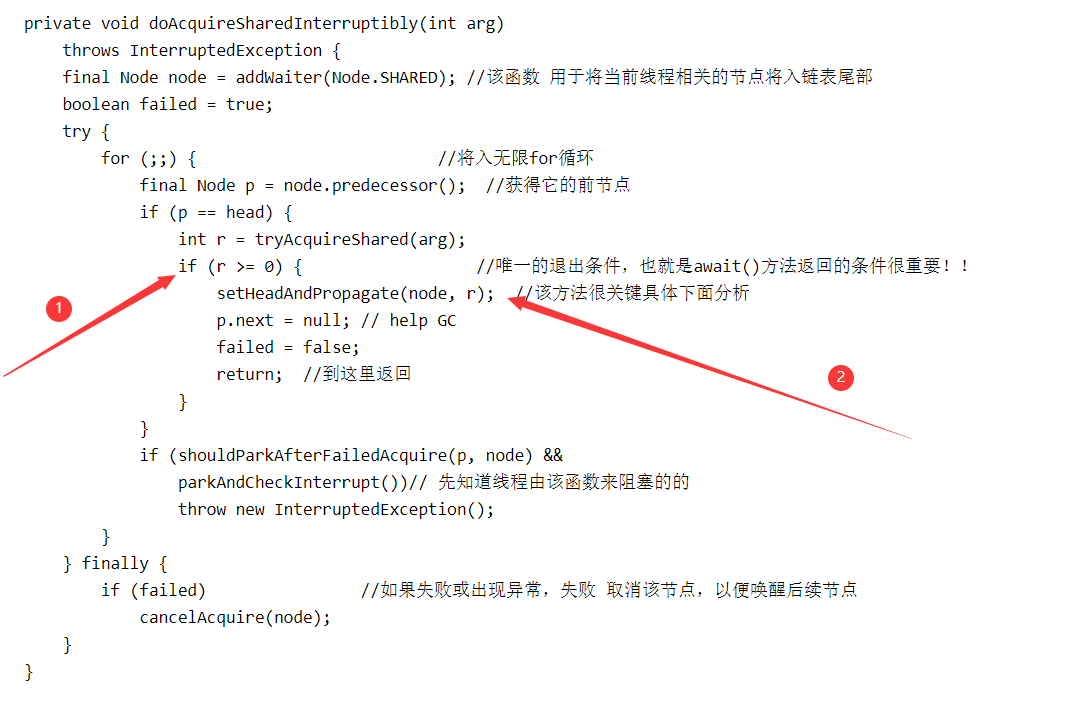 private void doAcquireSharedInterruptibly(int arg)
    throws InterruptedException {
    final Node node = addWaiter(Node.SHARED); //该函数 用于将当前线程相关的节点将入链表尾部
    boolean failed = true;
    try {
        for (;;) {                         //将入无限for循环
            final Node p = node.predecessor();  //获得它的前节点
            if (p == head) {
                int r = tryAcquireShared(arg);
                if (r >= 0) {                  //唯一的退出条件，也就是await()方法返回的条件很重要！！
1
                    setHeadAndPropagate(node, r);  //该方法很关键具体下面分析
                    p.next = null; // help GC
                    failed = false;
                    return;  //到这里返回
2
                }
            }
            if (shouldParkAfterFailedAcquire(p, node) &&
                parkAndCheckInterrupt())// 先知道线程由该函数来阻塞的的
                throw new InterruptedException();
        }
    } finally {
        if (failed)                //如果失败或出现异常，失败 取消该节点，以便唤醒后续节点
            cancelAcquire(node);
    }
}